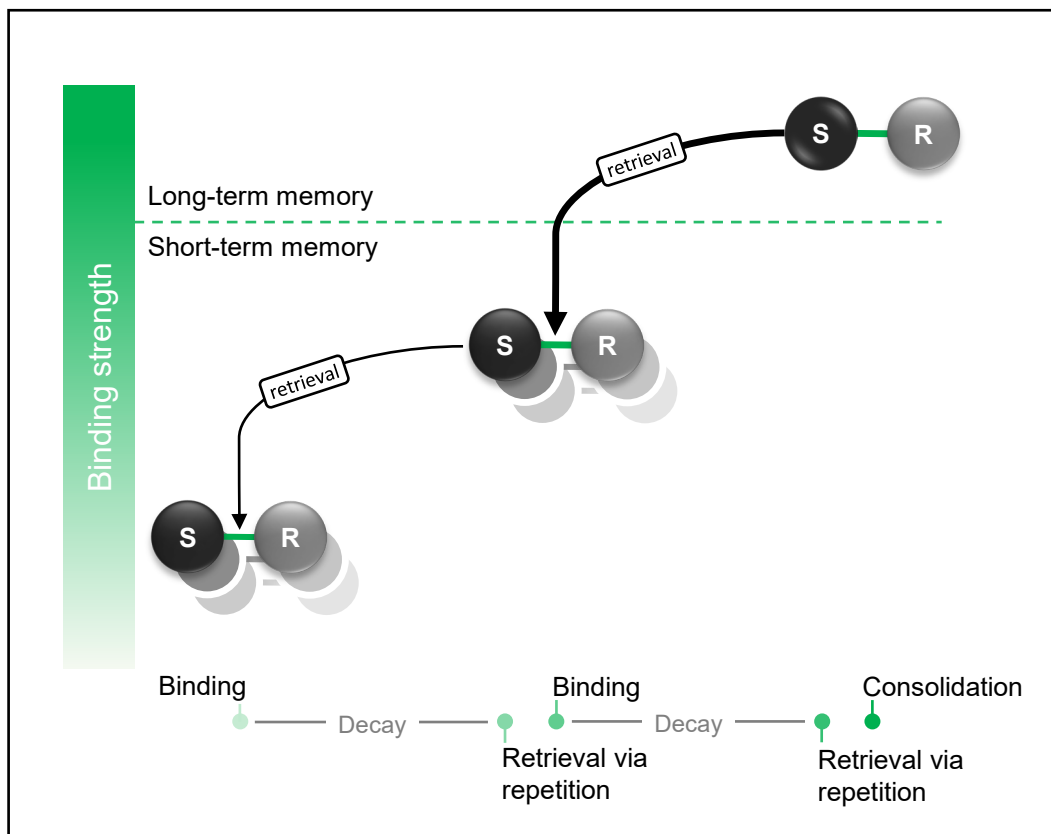 S
R
retrieval
Long-term memory
Short-term memory
Binding strength
S
R
retrieval
S
R
Binding
Binding
Consolidation
Decay
Decay
Retrieval via
repetition
Retrieval via
repetition